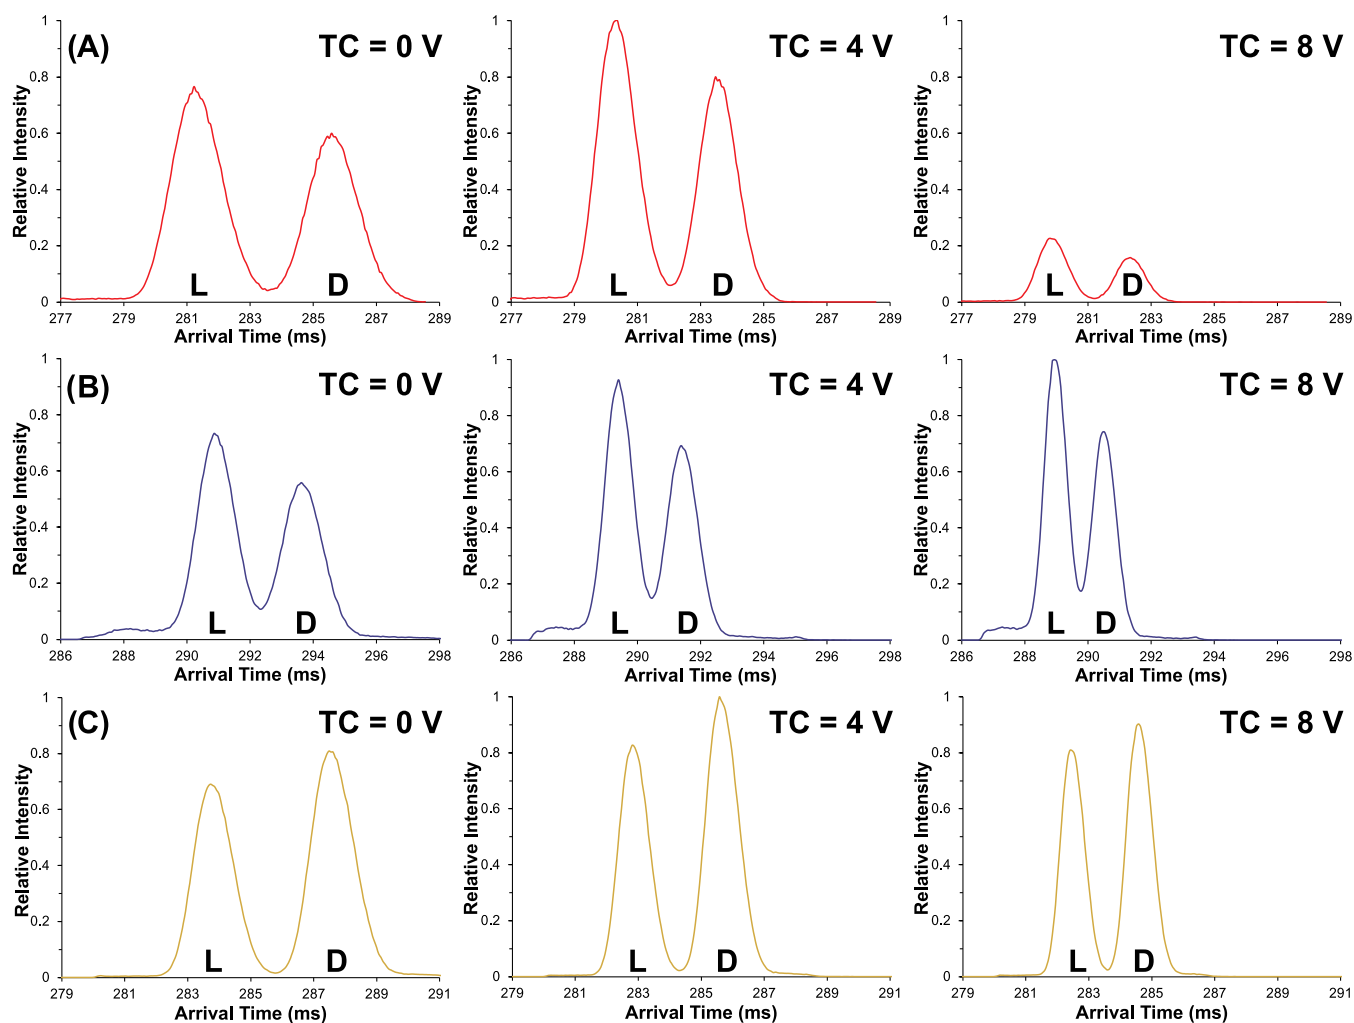 (A) TC = 0 V TC = 4 V TC = 8 V
Relative Intensity Relative Intensity Relative Intensity
1 1 1
0.8 0.8 0.8
0.6 0.6 0.6
0.4 0.4 0.4
0.2 0.2 0.2
L D L D L D
0 0 0
277 279 281 283 285 287 289 277 279 281 283 285 287 289 277 279 281 283 285 287 289
Arrival Time (ms) Arrival Time (ms) Arrival Time (ms)
(B) TC = 0 V TC = 4 V TC = 8 V
Relative Intensity Relative Intensity Relative Intensity
1 1 1
0.8 0.8 0.8
0.6 0.6 0.6
0.4 0.4 0.4
0.2 0.2 0.2
L D L D L D
0 0 0
286 288 290 292 294 296 298 286 288 290 292 294 296 298 286 288 290 292 294 296 298
Arrival Time (ms) Arrival Time (ms) Arrival Time (ms)
(C) TC = 0 V TC = 4 V TC = 8 V
Relative Intensity Relative Intensity Relative Intensity
1 1 1
0.8 0.8 0.8
0.6 0.6 0.6
0.4 0.4 0.4
0.2 0.2 0.2
L D L D L D
0 0 0
279 281 283 285 287 289 291 279 281 283 285 287 289 291 279 281 283 285 287 289 291
Arrival Time (ms) Arrival Time (ms) Arrival Time (ms)